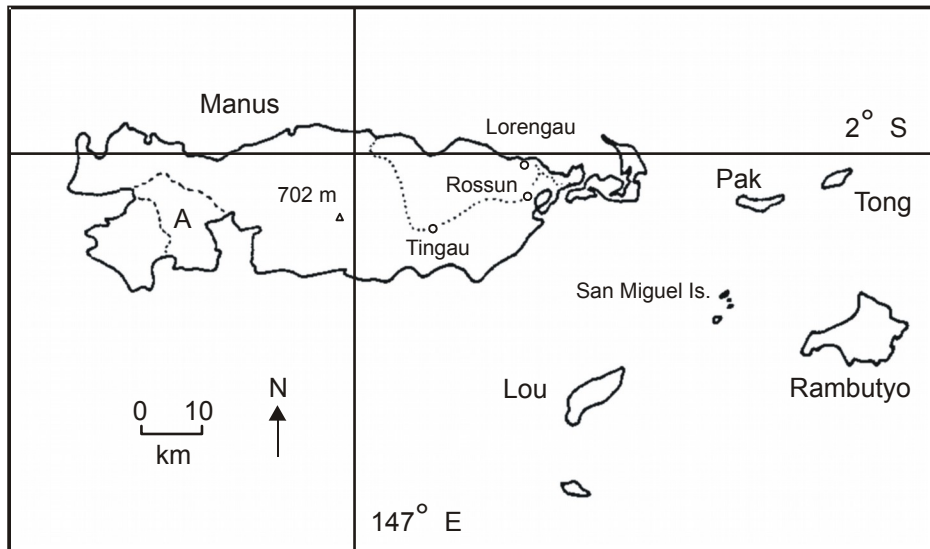 Manus
Lorengau
2° S
702 m
Rossun
Pak
Tong
A
Tingau
San Miguel Is.
Lou
Rambutyo
N
0 10
km
147° E